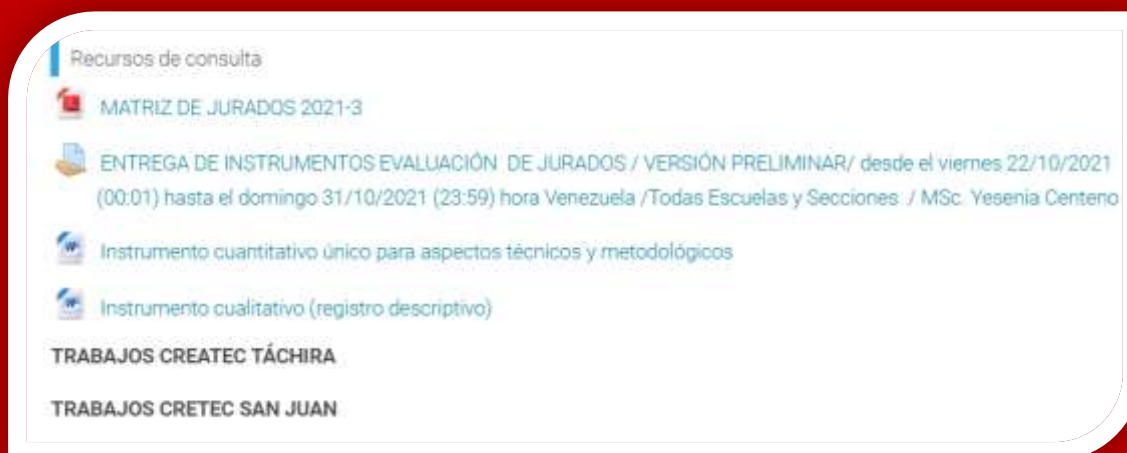 Recursos de consulta
MATRIZ DE JURADOS 2021-3
ENTREGA DE INSTRUMENTOS EVALUACIÓN DE JURADOS / VERSIÓN PRELIMINAR/ desde el viernes 22/10/2021
(00:01) hasta el domingo 31/10/2021 (23:59) hora Venezuela /Todas Escuelas y Secciones / MSc. Yesenia Centeno
Instrumento cuantitativo único para aspectos técnicos y metodológicos
Instrumento cualitativo (registro descriptivo)
TRABAJOS CREATEC TÁCHIRA
TRABAJOS CRETEC SAN JUAN